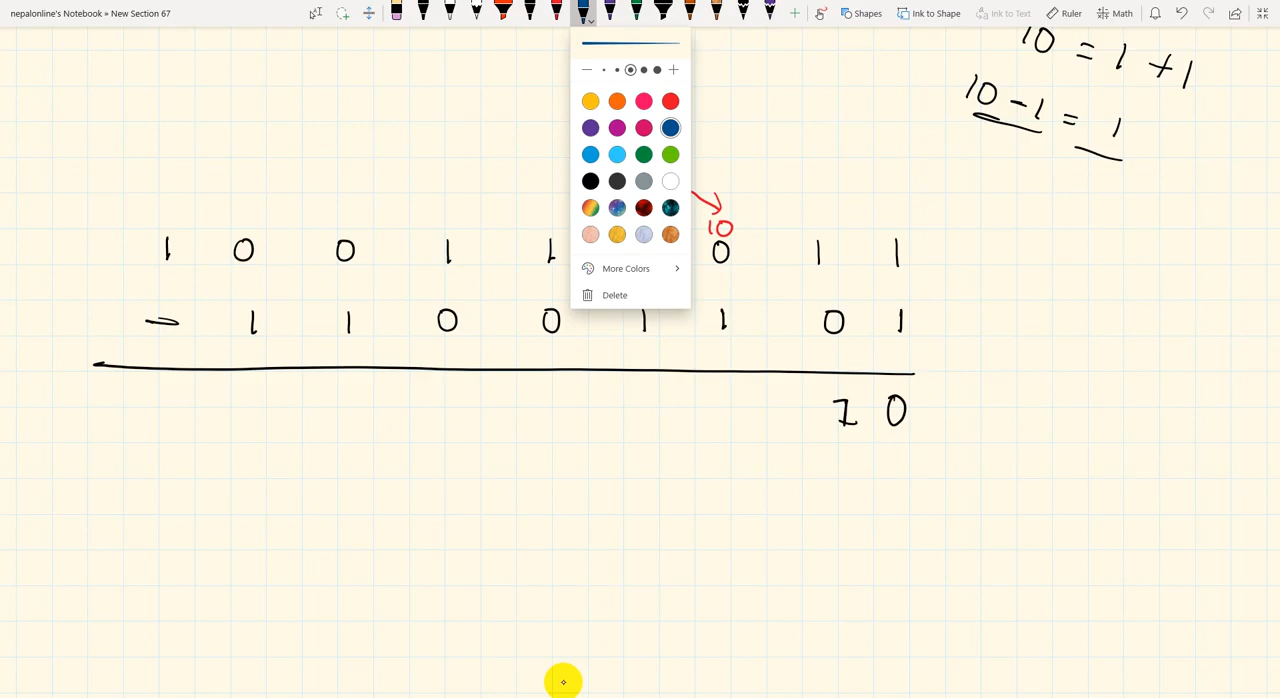 nepalonline's Notebook » New Section 67
Shapes
Ink to Shape
Ink to Text
Ruler
Math
10 = 1 + 1
10 - 1 = 1
More Colors
Delete
10
1 0 0 1 1 0 1 1
- 1 1 0 0 1 1 0 1
1 0